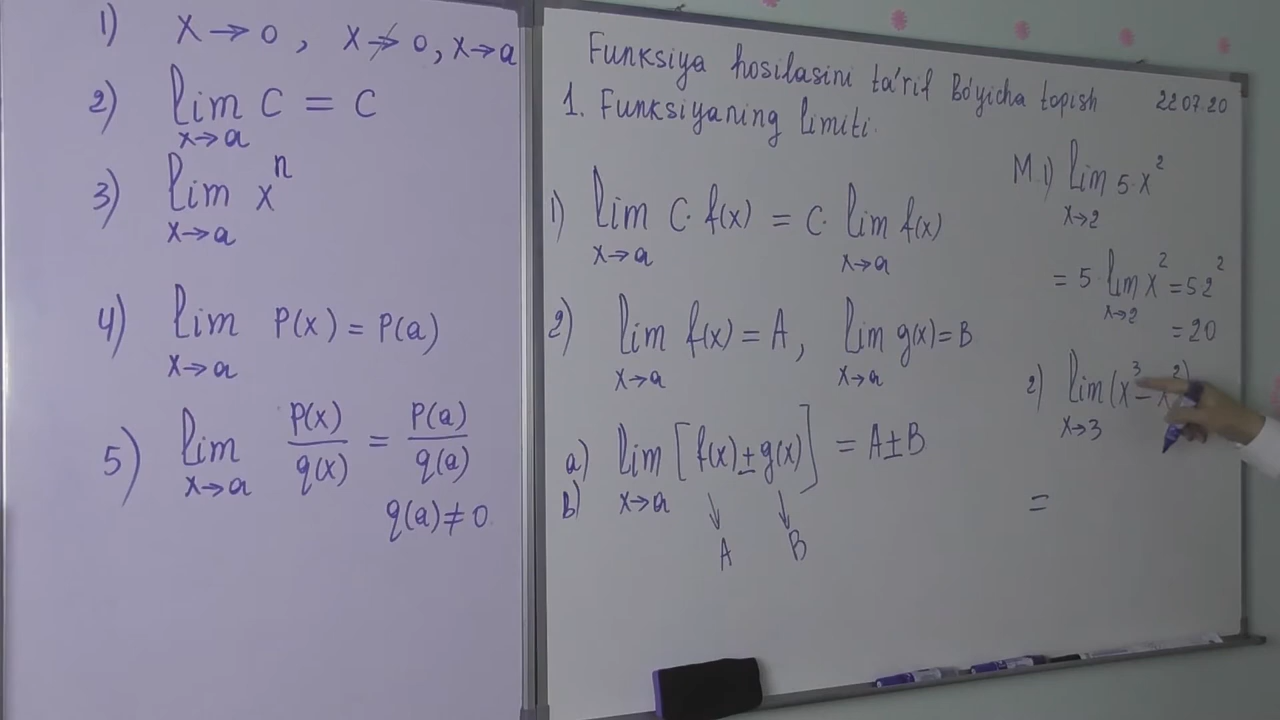 1) x → 0 , x ↛ 0, x → a
2) lim C = C
x→a
3) lim xⁿ
x→a
4) lim P(x) = P(a)
x→a
5) lim P(x)/q(x) = P(a)/q(a)
x→a
q(a) ≠ 0
Funksiya hosilasini ta'rif Bo'yicha topish
22 07.20
1. Funksiyaning limiti.
1) lim C · f(x) = C · lim f(x)
x→a x→a
2) lim f(x) = A, lim g(x) = B
x→a x→a
a) lim [f(x) ± g(x)] = A ± B
b) x→a
A B
M. 1) lim 5·x²
x→2
= 5 · lim x² = 5 2²
x→2
= 20
2) lim (x³ − x²)
x→3
=